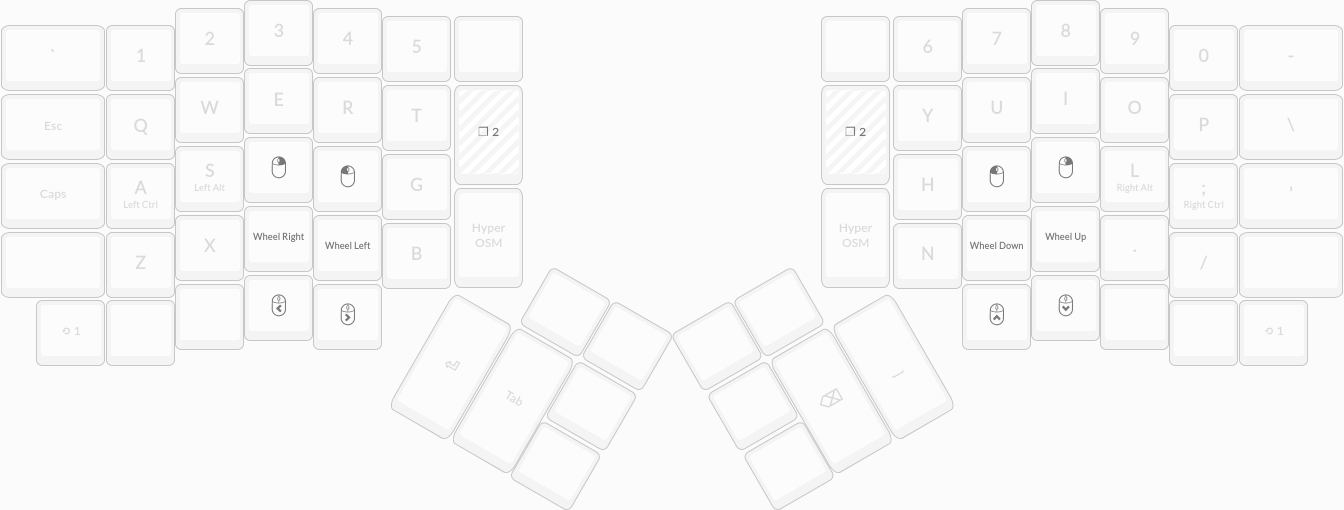 ` 1 2 3 4 5
6 7 8 9 0 -
Esc Q W E R T ❐ 2
❐ 2 Y U I O P \
Caps A S G
Left Ctrl Left Alt
H L ; '
Right Alt Right Ctrl
Z X Wheel Right Wheel Left B Hyper
OSM
Hyper
OSM
N Wheel Down Wheel Up . /
⟲ 1
⟲ 1
Tab